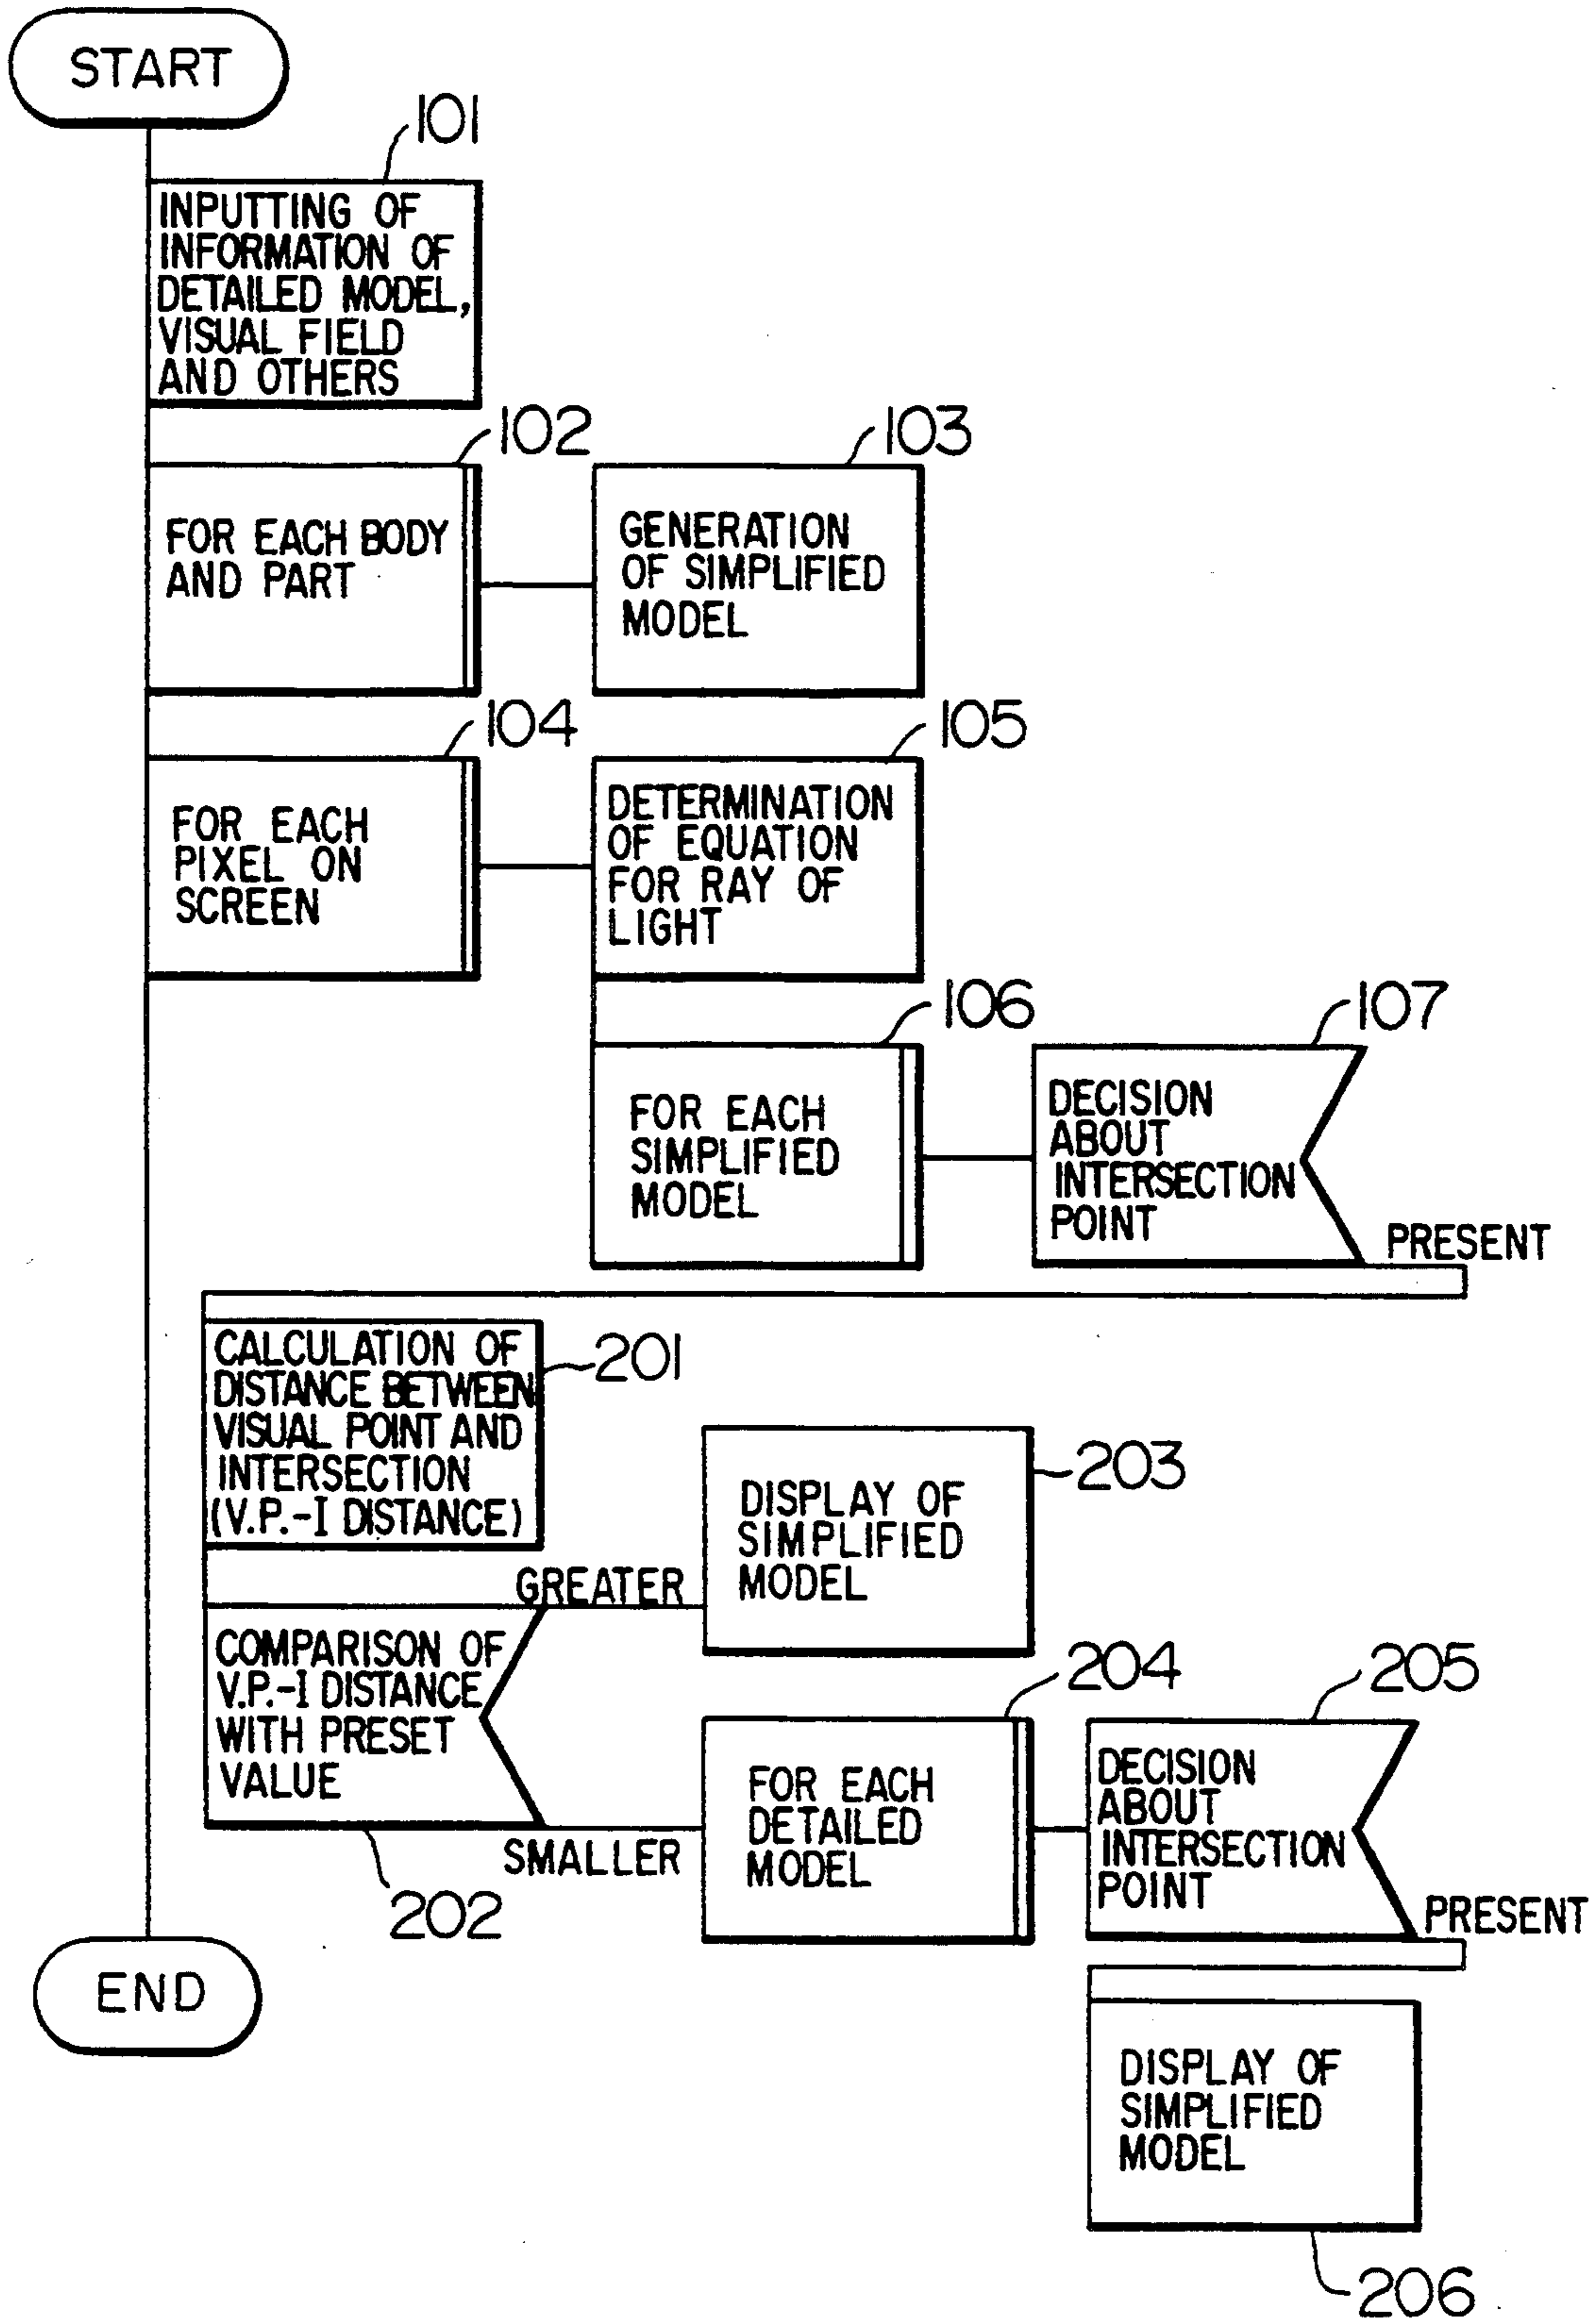 START
101
INPUTTING OF
INFORMATION OF
DETAILED MODEL,
VISUAL FIELD
AND OTHERS
102
FOR EACH BODY
AND PART
103
GENERATION
OF SIMPLIFIED
MODEL
104
FOR EACH
PIXEL ON
SCREEN
105
DETERMINATION
OF EQUATION
FOR RAY OF
LIGHT
106
FOR EACH
SIMPLIFIED
MODEL
107
DECISION
ABOUT
INTERSECTION
POINT
PRESENT
CALCULATION OF
DISTANCE BETWEEN
VISUAL POINT AND
INTERSECTION
(V.P.-I DISTANCE)
201
GREATER
DISPLAY OF
SIMPLIFIED
MODEL
203
COMPARISON OF
V.P.-I DISTANCE
WITH PRESET
VALUE
202
SMALLER
204
FOR EACH
DETAILED
MODEL
205
DECISION
ABOUT
INTERSECTION
POINT
PRESENT
END
DISPLAY OF
SIMPLIFIED
MODEL
206